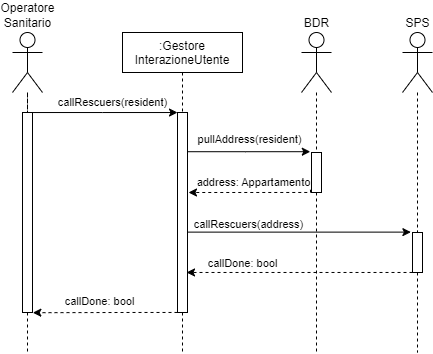 Operatore
Sanitario
:Gestore
InterazioneUtente
BDR
SPS
callRescuers(resident)
pullAddress(resident)
address: Appartamento
callRescuers(address)
callDone: bool
callDone: bool